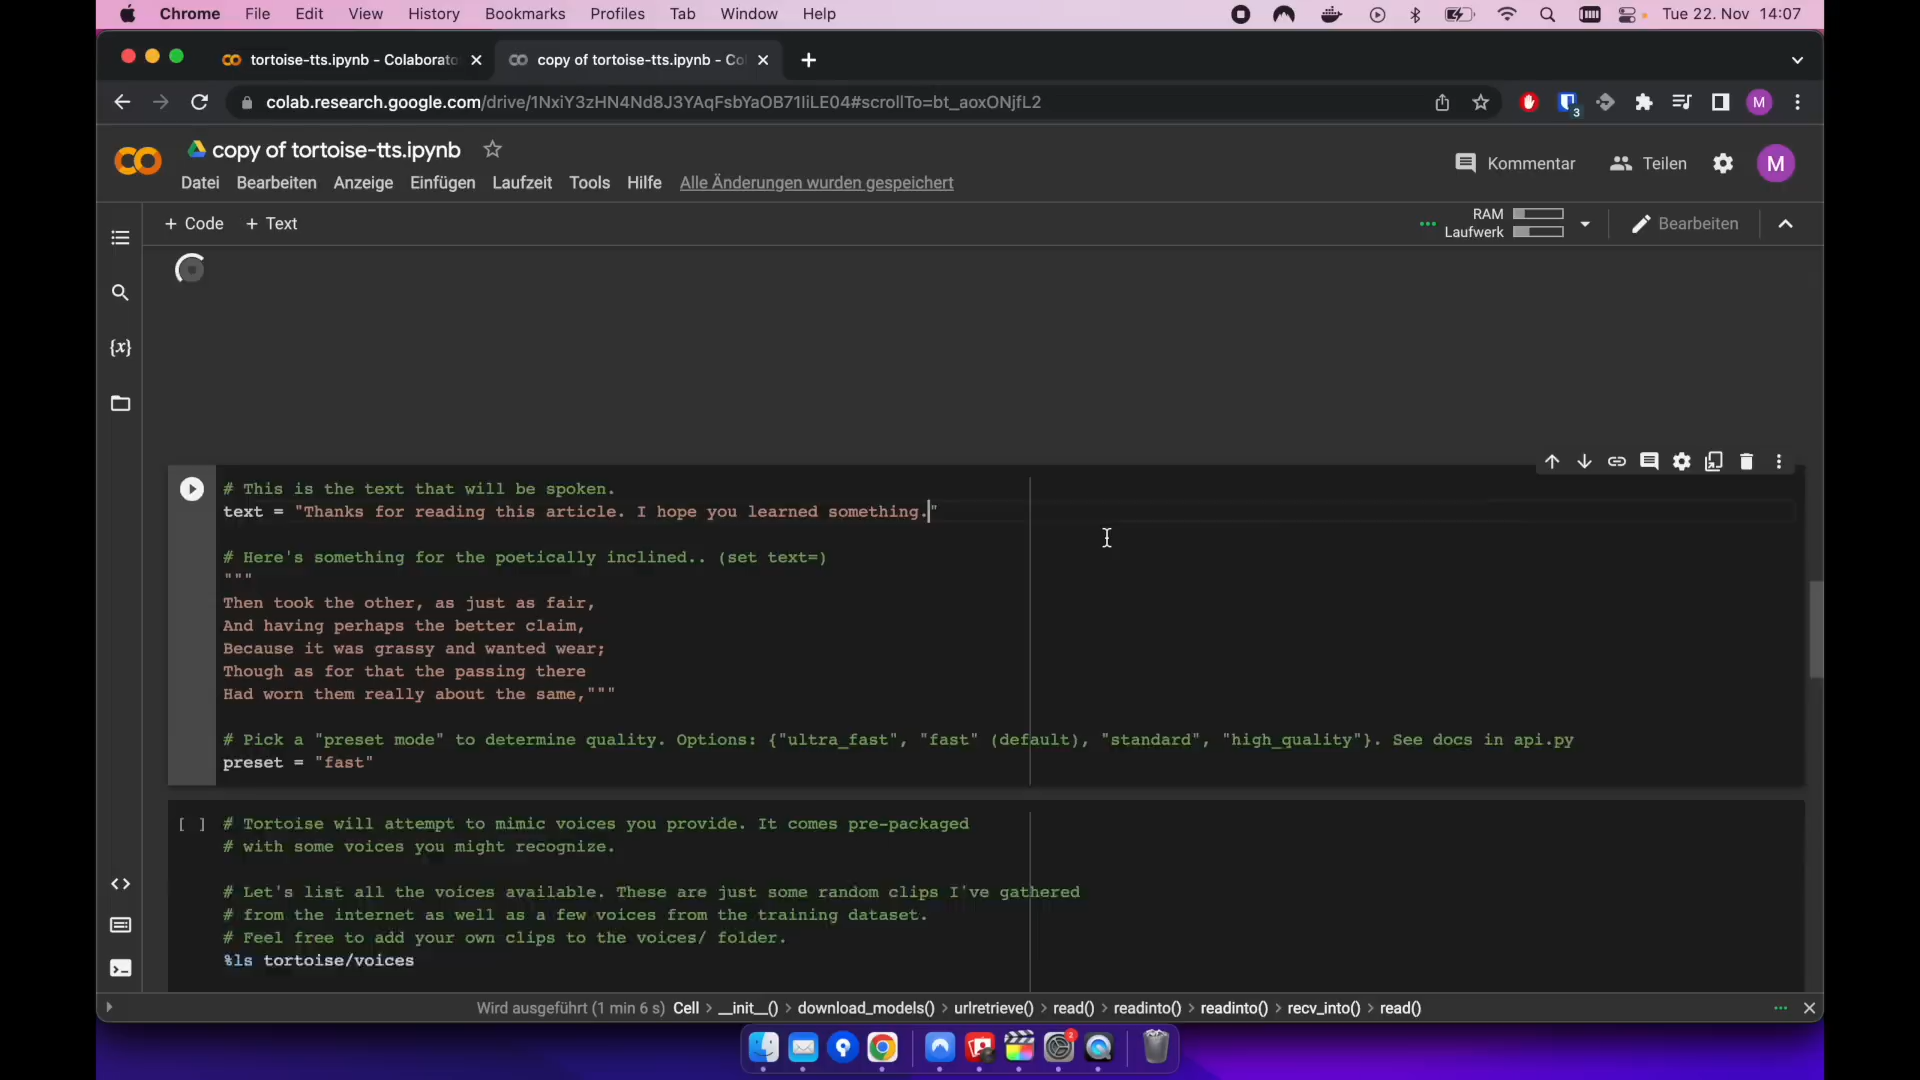 Chrome File Edit View History Bookmarks Profiles Tab Window Help Tue 22. Nov 14:07
tortoise-tts.ipynb - Colaborato
copy of tortoise-tts.ipynb - Co
colab.research.google.com/drive/1NxiY3zHN4Nd8J3YAqFsbYaOB71IiLE04#scrollTo=bt_aoxONjfL2
3
M
CO
copy of tortoise-tts.ipynb
Kommentar Teilen M
Datei Bearbeiten Anzeige Einfügen Laufzeit Tools Hilfe Alle Änderungen wurden gespeichert
+ Code + Text
RAM
Laufwerk
Bearbeiten
{x}
# This is the text that will be spoken.
text = "Thanks for reading this article. I hope you learned something."
# Here's something for the poetically inclined.. (set text=)
"""
Then took the other, as just as fair,
And having perhaps the better claim,
Because it was grassy and wanted wear;
Though as for that the passing there
Had worn them really about the same,"""
# Pick a "preset mode" to determine quality. Options: {"ultra_fast", "fast" (default), "standard", "high_quality"}. See docs in api.py
preset = "fast"
[ ] # Tortoise will attempt to mimic voices you provide. It comes pre-packaged
# with some voices you might recognize.
# Let's list all the voices available. These are just some random clips I've gathered
# from the internet as well as a few voices from the training dataset.
# Feel free to add your own clips to the voices/ folder.
%ls tortoise/voices
Wird ausgeführt (1 min 6 s) Cell > __init__() > download_models() > urlretrieve() > read() > readinto() > readinto() > recv_into() > read()
2